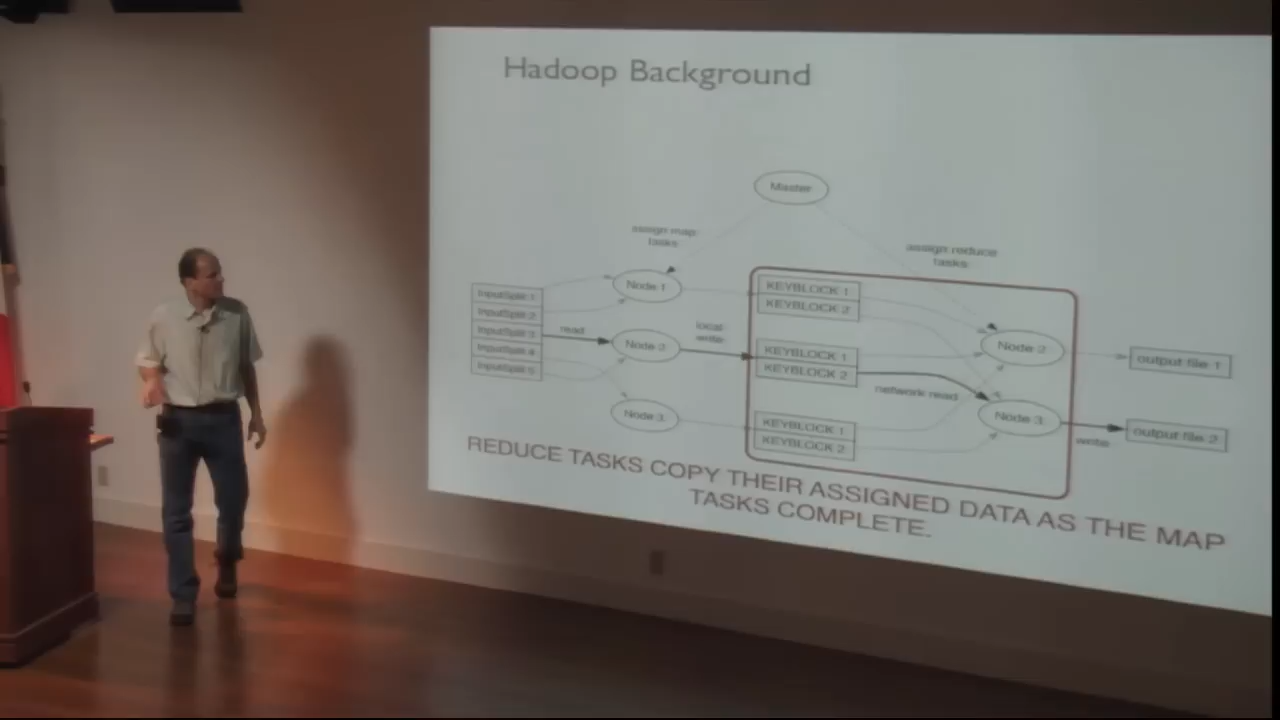 Hadoop Background
Master
assign map
tasks
assign reduce
tasks
InputSplit 1
InputSplit 2
InputSplit 3
InputSplit 4
InputSplit 5
read
Node 1
Node 2
Node 3
local
write
KEYBLOCK 1
KEYBLOCK 2
KEYBLOCK 1
KEYBLOCK 2
KEYBLOCK 1
KEYBLOCK 2
network read
Node 2
Node 3
write
output file 1
output file 2
REDUCE TASKS COPY THEIR ASSIGNED DATA AS THE MAP
TASKS COMPLETE.